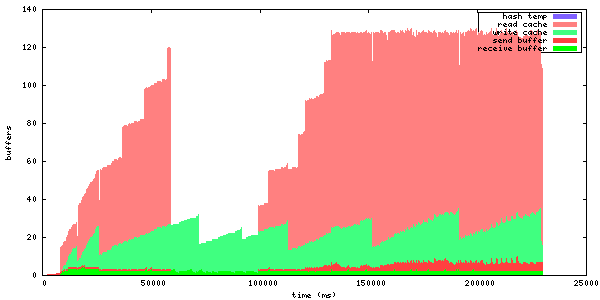 140
120
100
80
60
40
20
0
buffers
hash temp
read cache
write cache
send buffer
receive buffer
0 50000 100000 150000 200000 250000
time (ms)